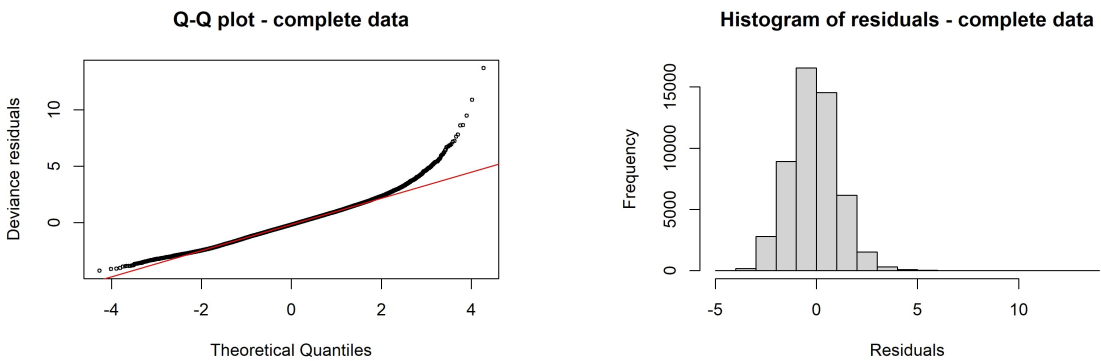 Q-Q plot - complete data
Deviance residuals
10
5
0
-4 -2 0 2 4
Theoretical Quantiles
Histogram of residuals - complete data
Frequency
15000
10000
5000
0
-5 0 5 10
Residuals